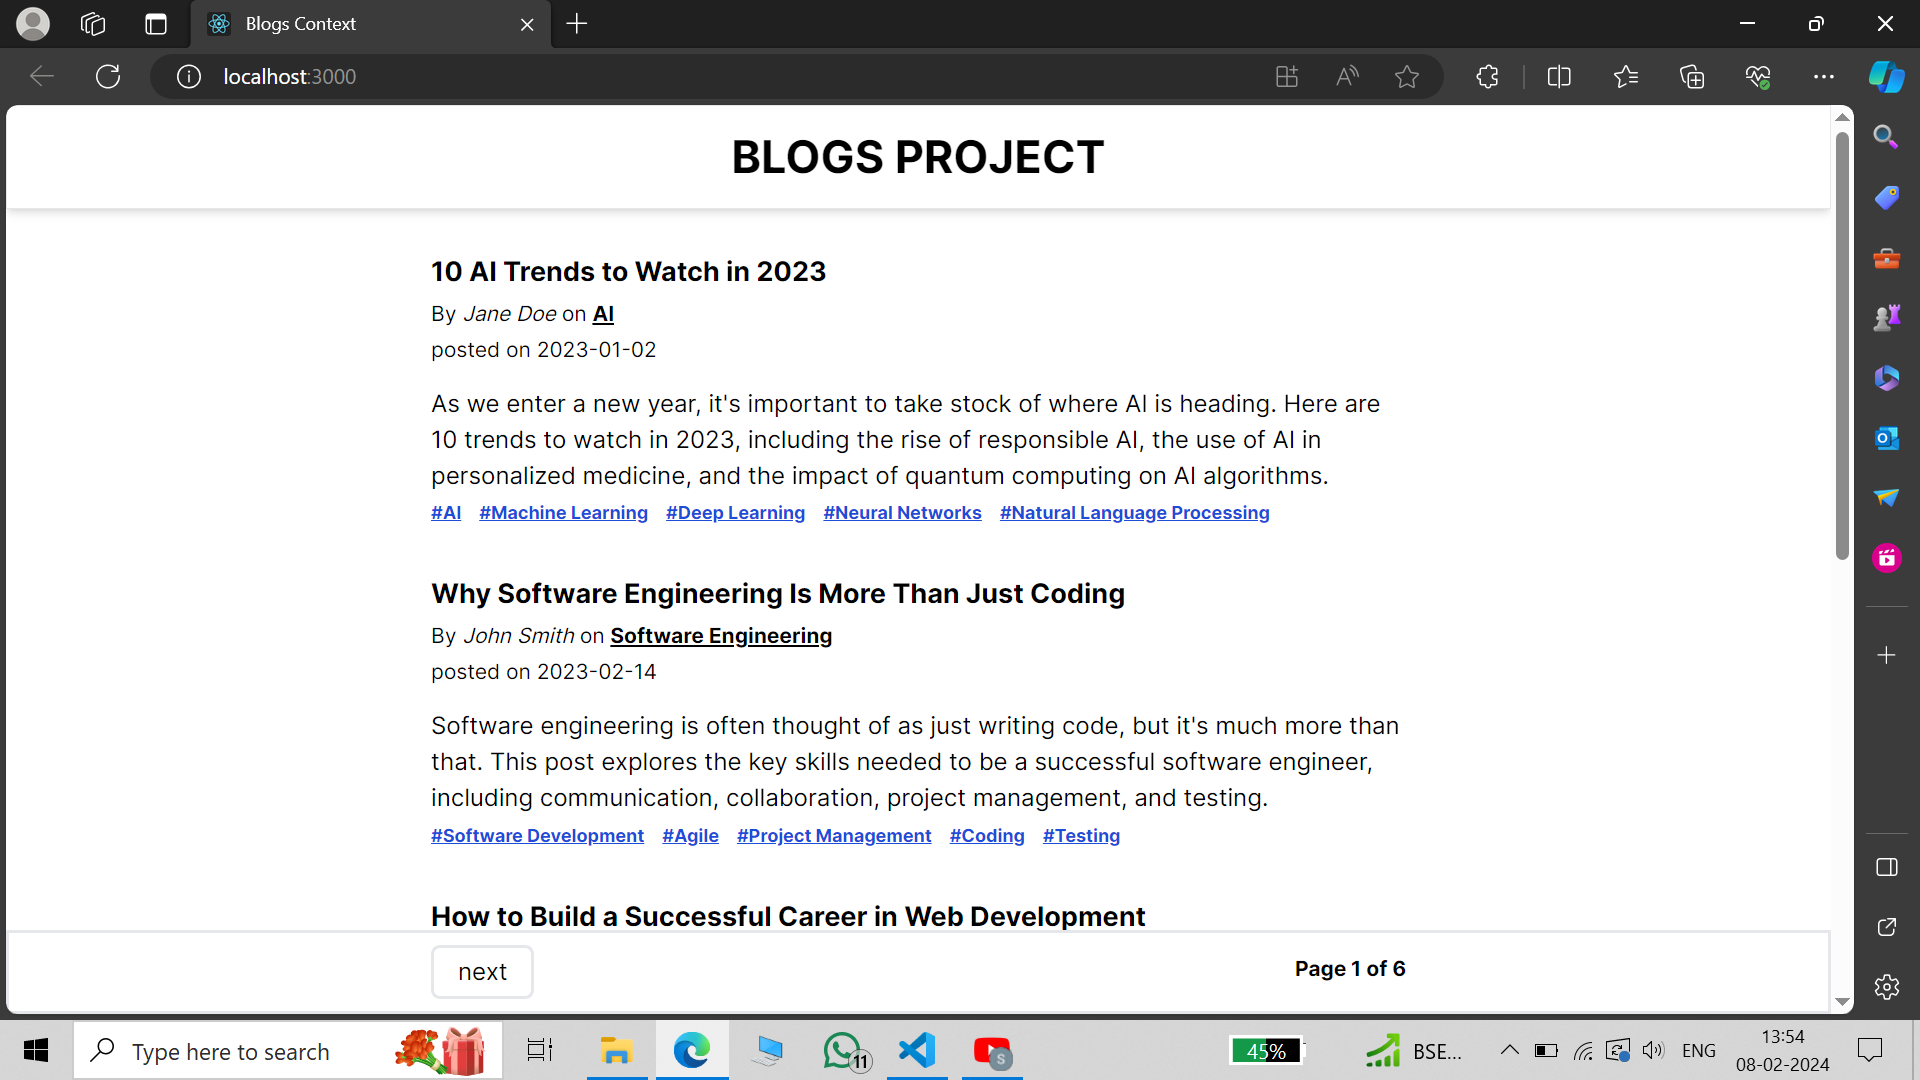 Blogs Context
localhost:3000
BLOGS PROJECT
10 AI Trends to Watch in 2023
By Jane Doe on AI
posted on 2023-01-02
As we enter a new year, it's important to take stock of where AI is heading. Here are
10 trends to watch in 2023, including the rise of responsible AI, the use of AI in
personalized medicine, and the impact of quantum computing on AI algorithms.
#AI #Machine Learning #Deep Learning #Neural Networks #Natural Language Processing
Why Software Engineering Is More Than Just Coding
By John Smith on Software Engineering
posted on 2023-02-14
Software engineering is often thought of as just writing code, but it's much more than
that. This post explores the key skills needed to be a successful software engineer,
including communication, collaboration, project management, and testing.
#Software Development #Agile #Project Management #Coding #Testing
How to Build a Successful Career in Web Development
next
Page 1 of 6
Type here to search
11
S
45%
BSE...
ENG
13:54
08-02-2024